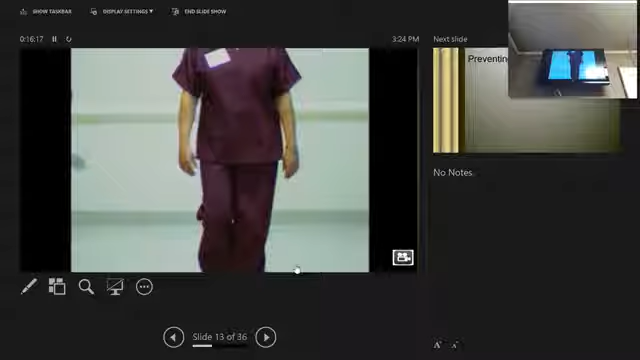 SHOW TASKBAR
DISPLAY SETTINGS ▾
END SLIDE SHOW
0:16:17
3:24 PM
Next slide
Preventing
No Notes.
Slide 13 of 36
A
A